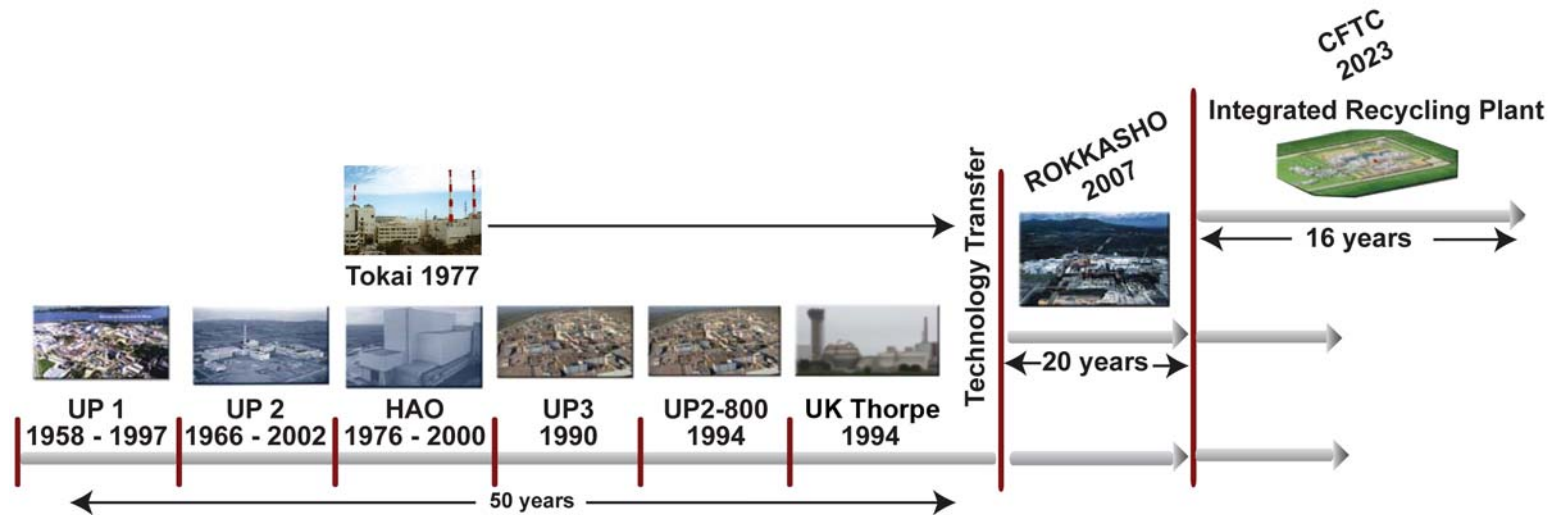 CFTC
2023
Integrated Recycling Plant
16 years
ROKKASHO
2007
20 years
Technology Transfer
Tokai 1977
UP 1
1958 - 1997
UP 2
1966 - 2002
HAO
1976 - 2000
UP3
1990
UP2-800
1994
UK Thorpe
1994
50 years